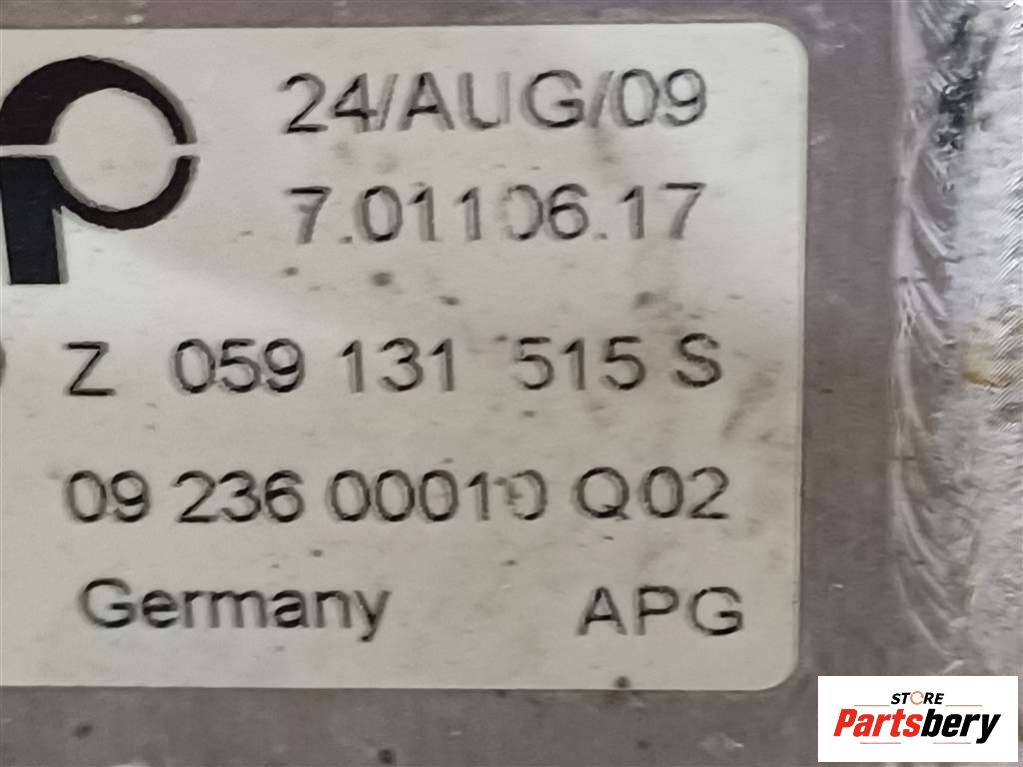 24/AUG/09
7.01106.17
Z 059 131 515 S
09 236 00010 Q02
Germany APG
STORE
Partsbery